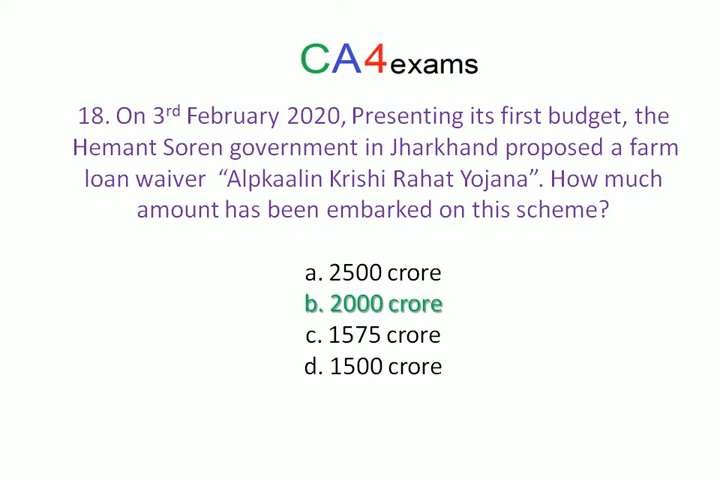 CA4exams
18. On 3rd February 2020, Presenting its first budget, the
Hemant Soren government in Jharkhand proposed a farm
loan waiver “Alpkaalin Krishi Rahat Yojana”. How much
amount has been embarked on this scheme?
a. 2500 crore
b. 2000 crore
c. 1575 crore
d. 1500 crore